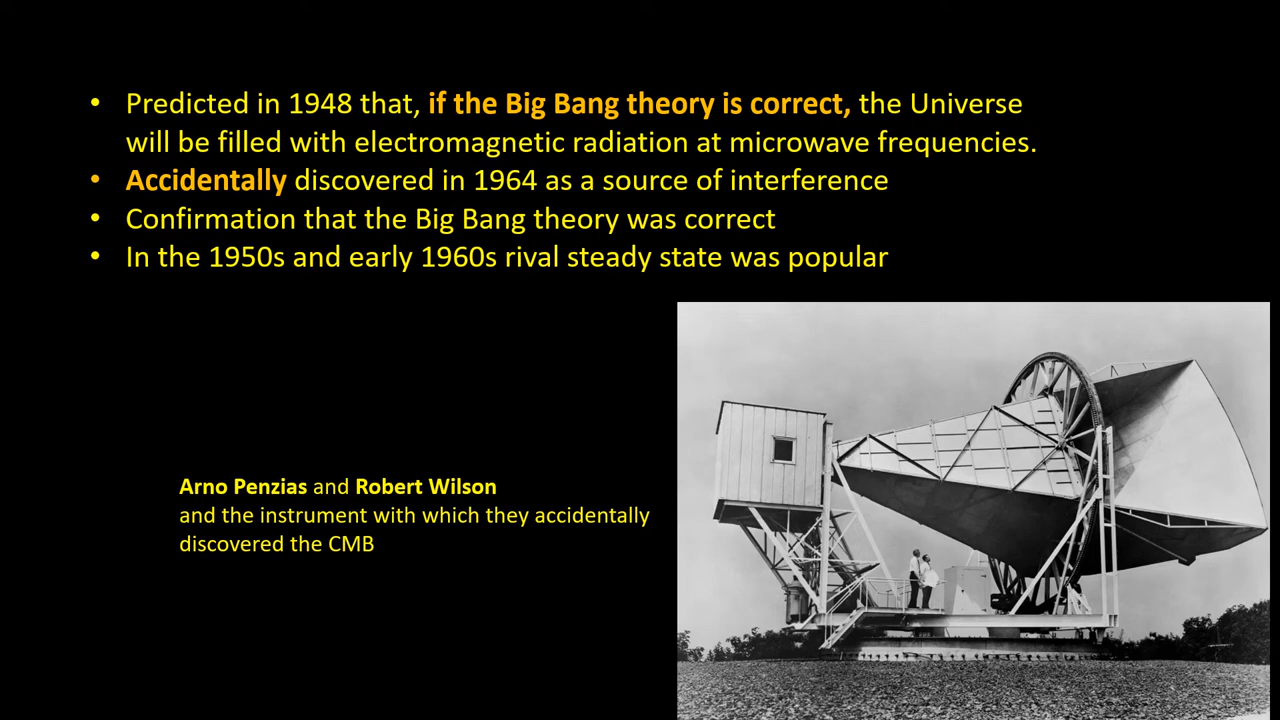 • Predicted in 1948 that, if the Big Bang theory is correct, the Universe
will be filled with electromagnetic radiation at microwave frequencies.
• Accidentally discovered in 1964 as a source of interference
• Confirmation that the Big Bang theory was correct
• In the 1950s and early 1960s rival steady state was popular
Arno Penzias and Robert Wilson
and the instrument with which they accidentally
discovered the CMB